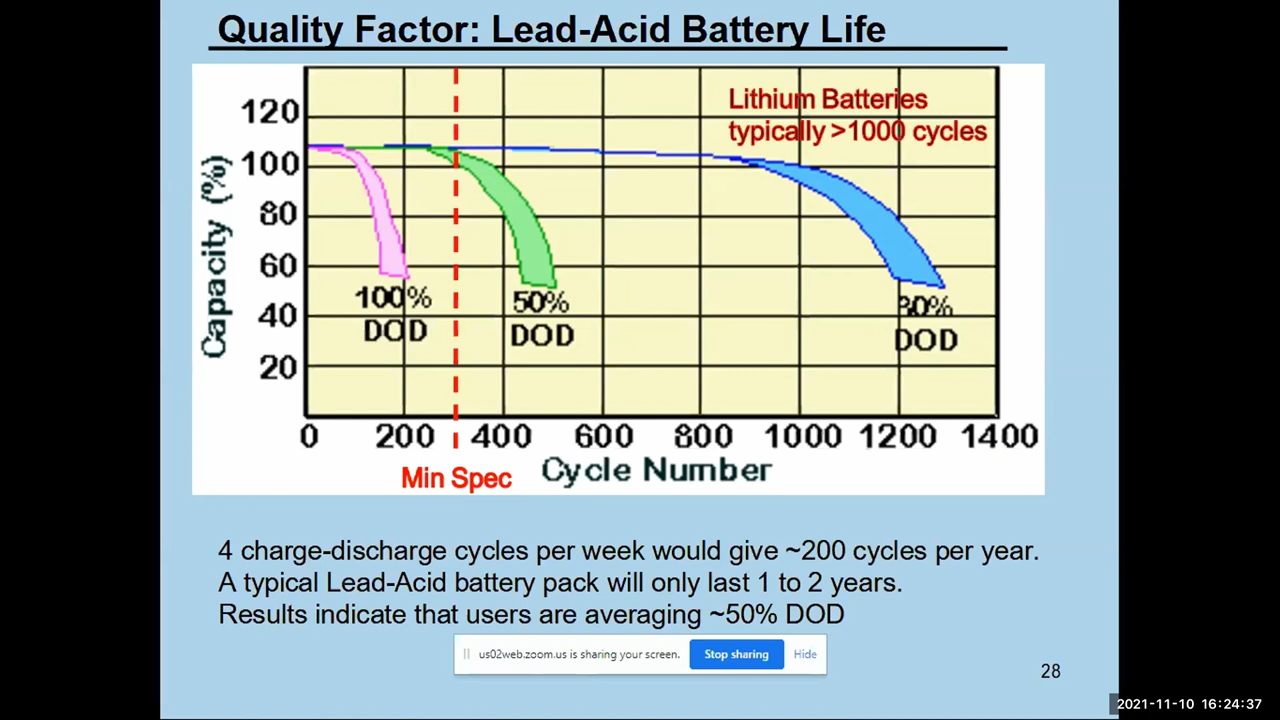 Quality Factor: Lead-Acid Battery Life
Lithium Batteries
typically >1000 cycles
120
100
80
60
40
20
Capacity (%)
100%
DOD
50%
DOD
30%
DOD
0 200 400 600 800 1000 1200 1400
Min Spec
Cycle Number
4 charge-discharge cycles per week would give ~200 cycles per year.
A typical Lead-Acid battery pack will only last 1 to 2 years.
Results indicate that users are averaging ~50% DOD
us02web.zoom.us is sharing your screen.
Stop sharing
Hide
28
2021-11-10 16:24:37